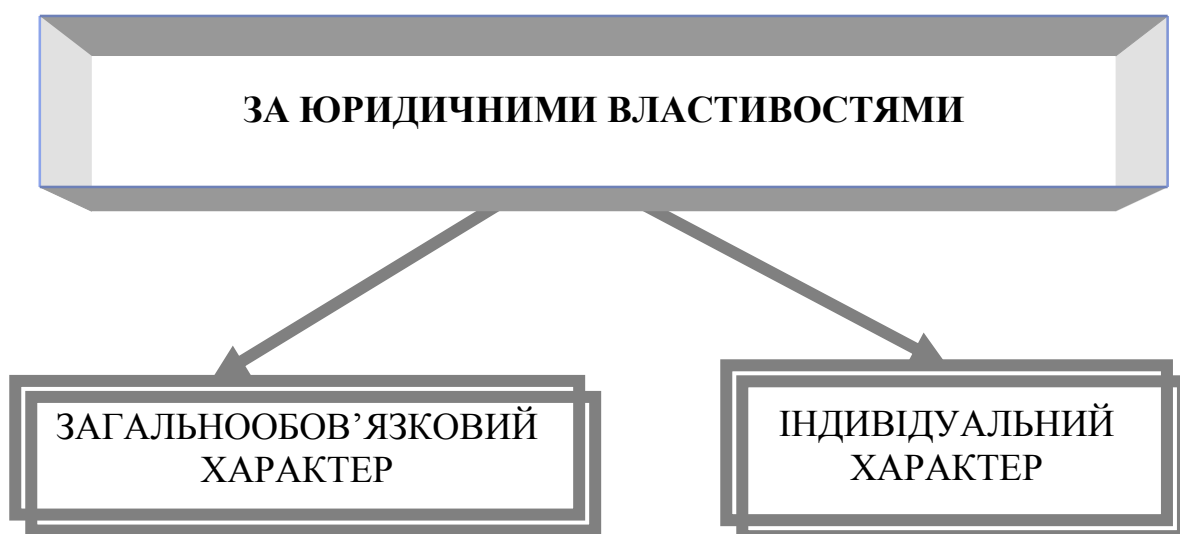 ЗА ЮРИДИЧНИМИ ВЛАСТИВОСТЯМИ
ЗАГАЛЬНООБОВ’ЯЗКОВИЙ
ХАРАКТЕР
ІНДИВІДУАЛЬНИЙ
ХАРАКТЕР